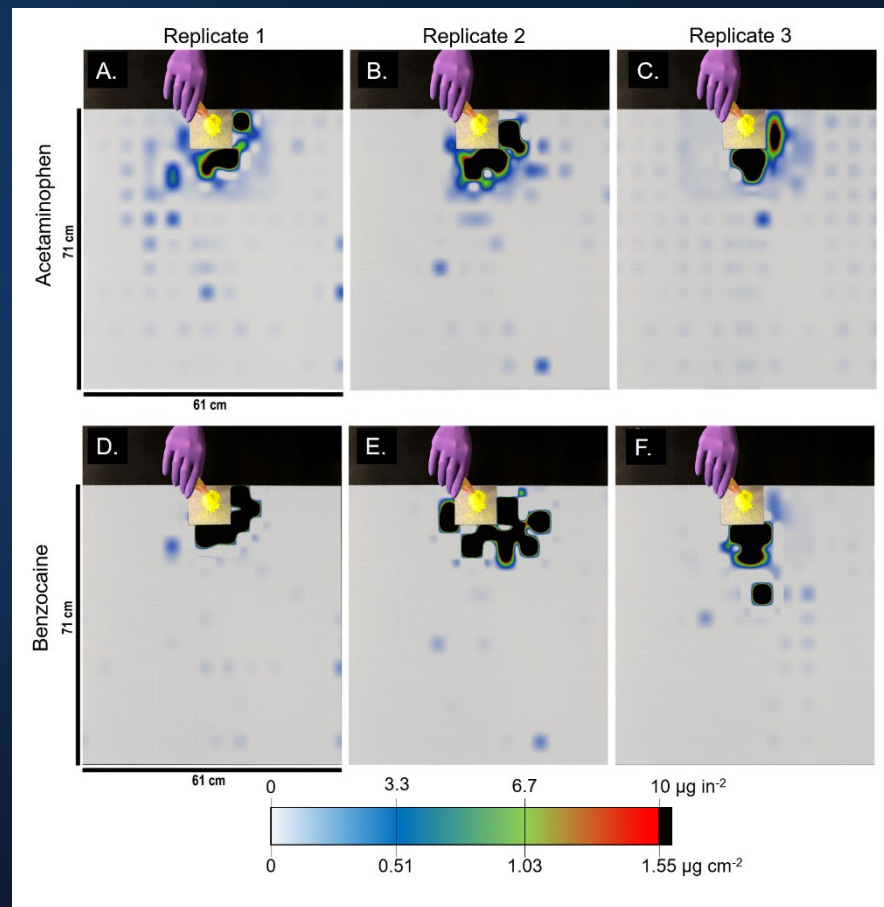 Replicate 1
Replicate 2
Replicate 3
A.
B.
C.
Acetaminophen
71 cm
61 cm
D.
E.
F.
Benzocaine
71 cm
61 cm
0
3.3
6.7
10 µg in⁻²
0
0.51
1.03
1.55 µg cm⁻²